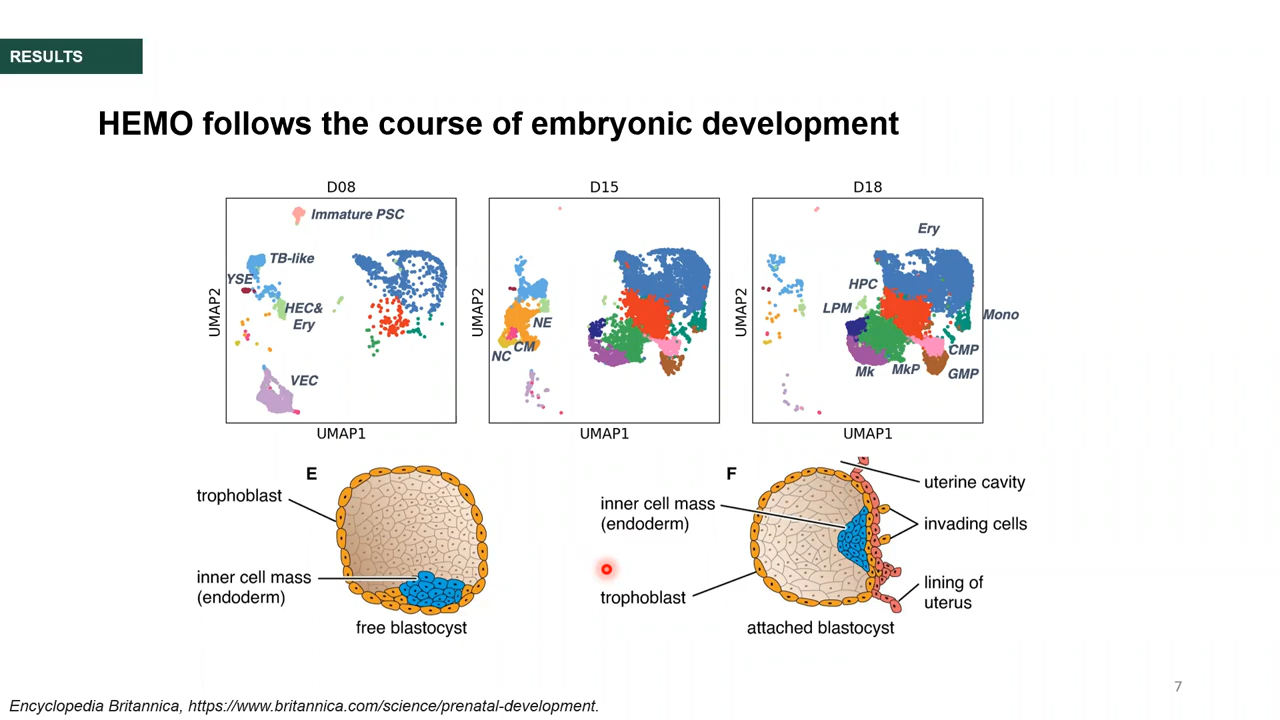 RESULTS
HEMO follows the course of embryonic development
D08
D15
D18
Immature PSC
TB-like
YSE
HEC&
Ery
VEC
UMAP2
UMAP1
NE
CM
NC
UMAP2
UMAP1
Ery
HPC
LPM
Mono
CMP
GMP
MkP
Mk
UMAP2
UMAP1
E
trophoblast
inner cell mass
(endoderm)
free blastocyst
F
inner cell mass
(endoderm)
trophoblast
uterine cavity
invading cells
lining of
uterus
attached blastocyst
7
Encyclopedia Britannica, https://www.britannica.com/science/prenatal-development.